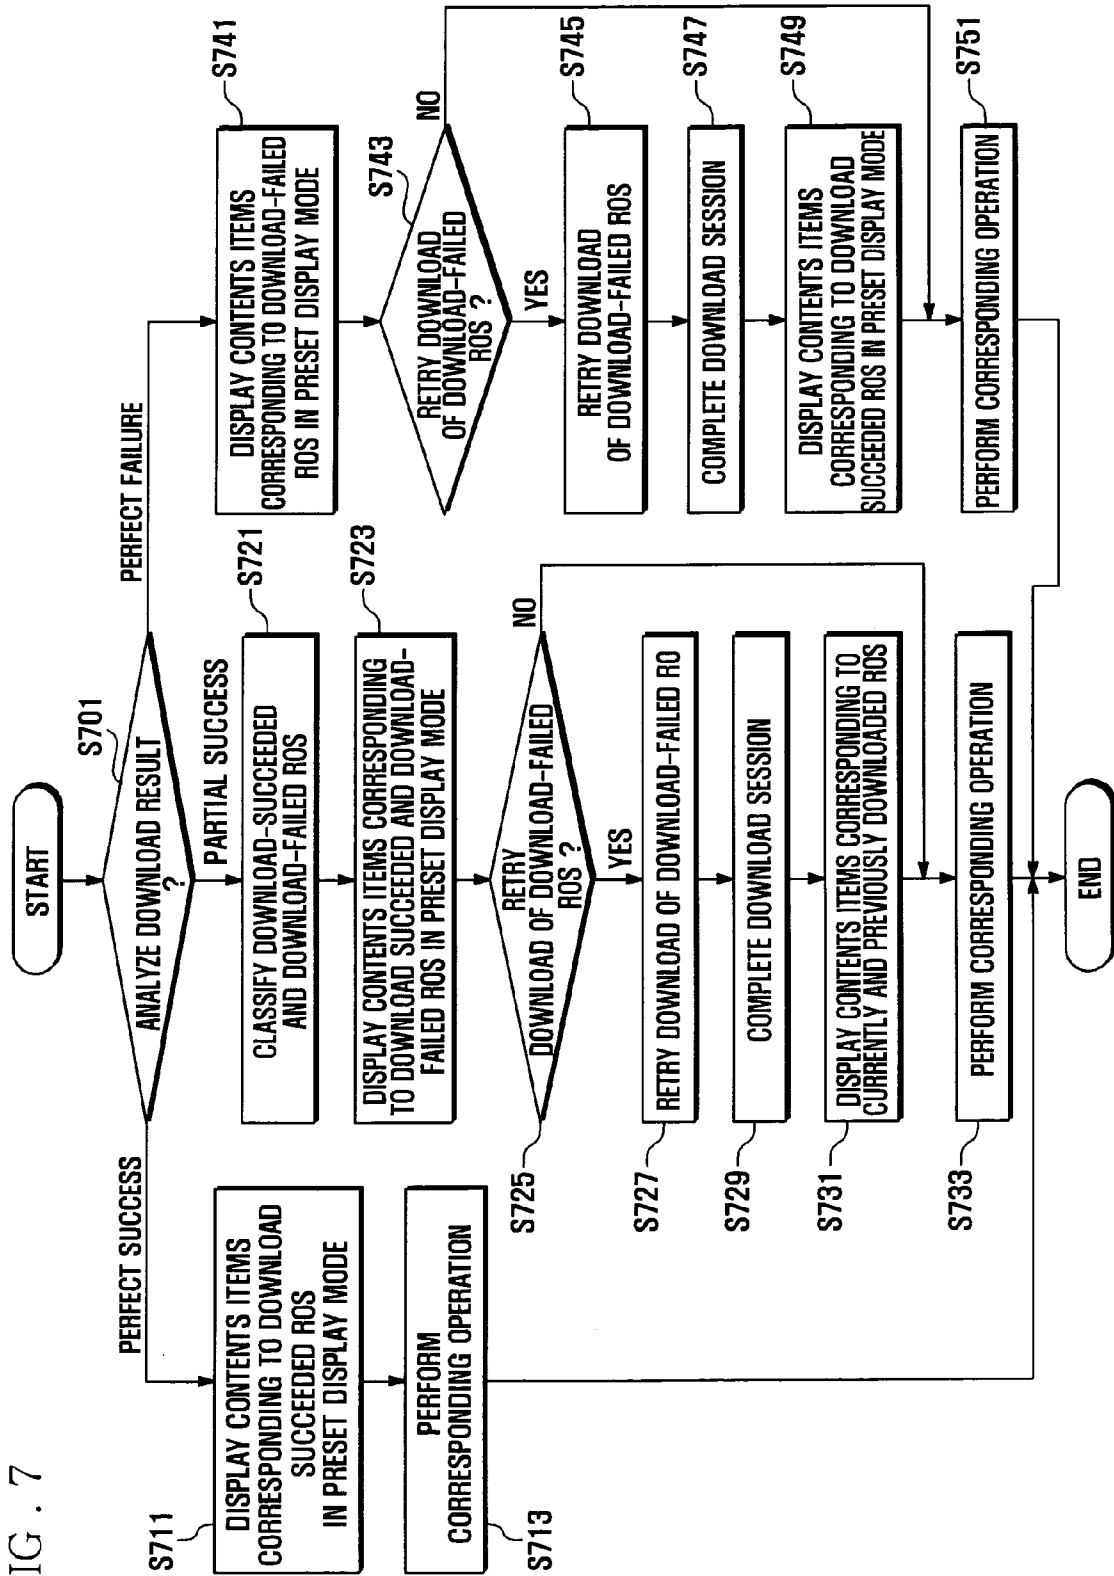 IG . 7
START
S701
ANALYZE DOWNLOAD RESULT
?
PERFECT SUCCESS
PARTIAL SUCCESS
PERFECT FAILURE
S711
DISPLAY CONTENTS ITEMS
CORRESPONDING TO DOWNLOAD
SUCCEEDED ROS
IN PRESET DISPLAY MODE
PERFORM
CORRESPONDING OPERATION
S713
S721
CLASSIFY DOWNLOAD-SUCCEEDED
AND DOWNLOAD-FAILED ROS
S723
DISPLAY CONTENTS ITEMS CORRESPONDING
TO DOWNLOAD SUCCEEDED AND DOWNLOAD-
FAILED ROS IN PRESET DISPLAY MODE
S725
RETRY
DOWNLOAD OF DOWNLOAD-FAILED
ROS ?
NO
YES
S727
RETRY DOWNLOAD OF DOWNLOAD-FAILED RO
S729
COMPLETE DOWNLOAD SESSION
S731
DISPLAY CONTENTS ITEMS CORRESPONDING TO
CURRENTLY AND PREVIOUSLY DOWNLOADED ROS
S733
PERFORM CORRESPONDING OPERATION
S741
DISPLAY CONTENTS ITEMS
CORRESPONDING TO DOWNLOAD-FAILED
ROS IN PRESET DISPLAY MODE
S743
RETRY DOWNLOAD
OF DOWNLOAD-FAILED
ROS ?
NO
YES
S745
RETRY DOWNLOAD
OF DOWNLOAD-FAILED ROS
S747
COMPLETE DOWNLOAD SESSION
S749
DISPLAY CONTENTS ITEMS
CORRESPONDING TO DOWNLOAD
SUCCEEDED ROS IN PRESET DISPLAY MODE
S751
PERFORM CORRESPONDING OPERATION
END